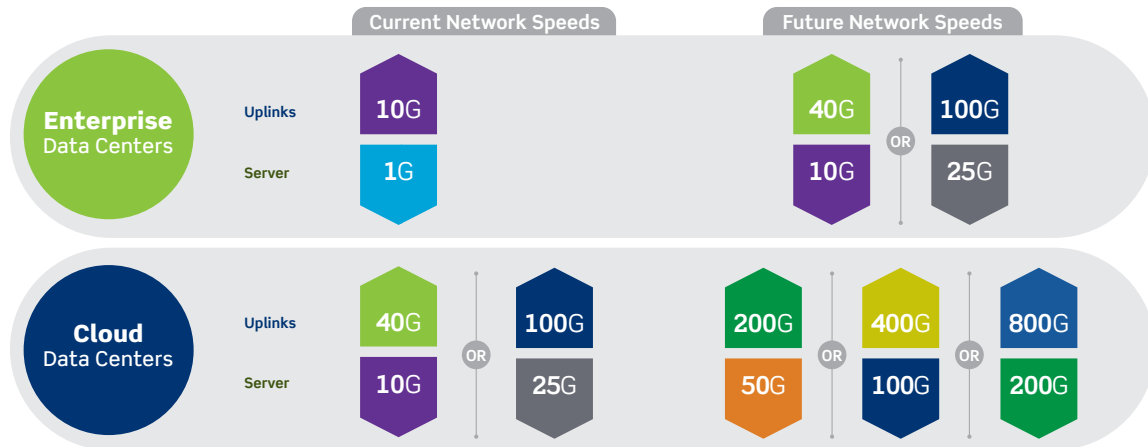 Current Network Speeds
Future Network Speeds
Enterprise
Data Centers
Uplinks
10G
40G
100G
OR
Server
1G
10G
25G
Cloud
Data Centers
Uplinks
40G
100G
200G
400G
800G
OR
OR
OR
Server
10G
25G
50G
100G
200G